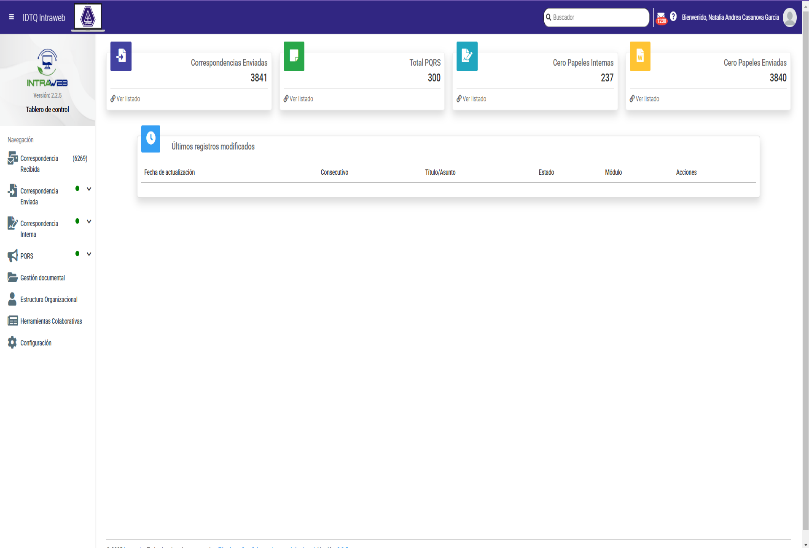 IDTQ Intraweb
Buscador
1238
Bienvenido, Natalia Andrea Casanova Garcia
INTRAWEB
Versión: 2.2.5
Tablero de control
Navegación
Correspondencia Recibida (6269)
Correspondencia Enviada
Correspondencia Interna
PQRS
Gestión documental
Estructura Organizacional
Herramientas Colaborativas
Configuración
Correspondencias Enviadas
3841
Ver listado
Total PQRS
300
Ver listado
Cero Papeles Internas
237
Ver listado
Cero Papeles Enviadas
3840
Ver listado
Últimos registros modificados
Fecha de actualización Consecutivo Título/Asunto Estado Módulo Acciones